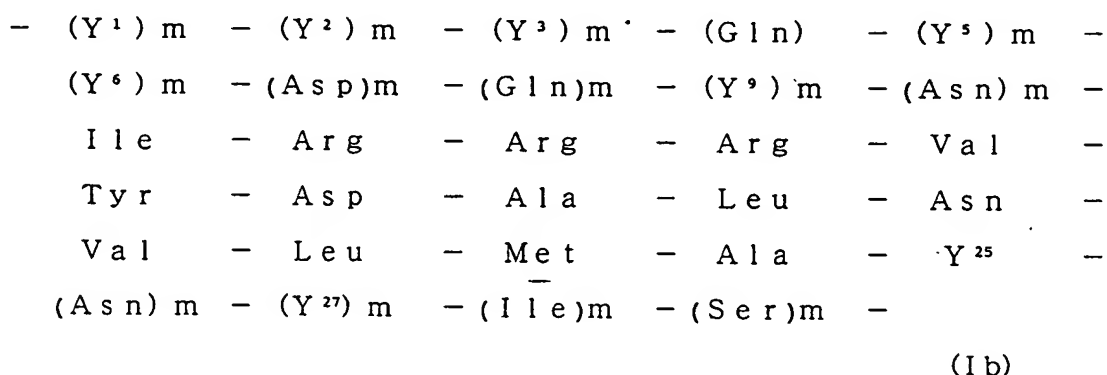 - (Y¹) m - (Y²) m - (Y³) m - (Gln) - (Y⁵) m -
(Y⁶) m - (Asp)m - (Gln)m - (Y⁹) m - (Asn) m -
Ile - Arg - Arg - Arg - Val -
Tyr - Asp - Ala - Leu - Asn -
Val - Leu - Met - Ala - Y²⁵ -
(Asn) m - (Y²⁷) m - (Ile)m - (Ser)m -
(Ib)